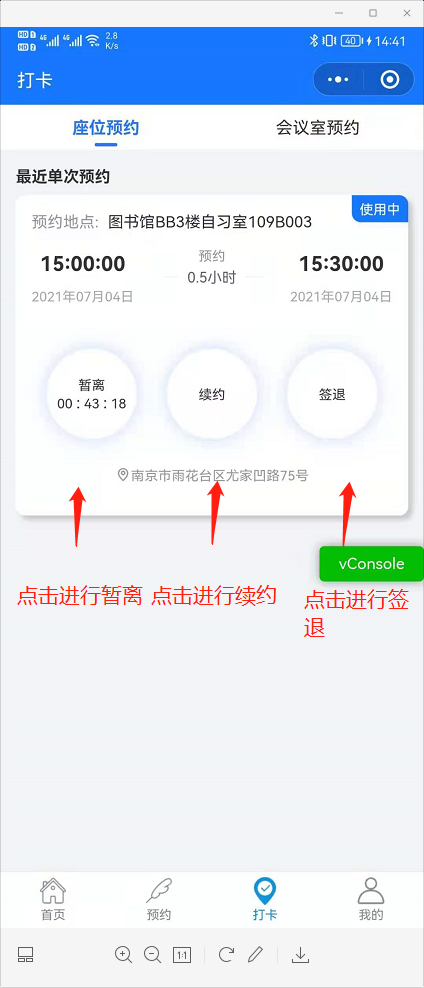 HD 1 4G 4G 2.8
HD 2 K/s
40 14:41
打卡
座位预约 会议室预约
最近单次预约
使用中
预约地点: 图书馆BB3楼自习室109B003
预约
15:00:00 0.5小时 15:30:00
2021年07月04日 2021年07月04日
暂离 续约 签退
00 : 43 : 18
南京市雨花台区尤家凹路75号
vConsole
点击进行暂离 点击进行续约 点击进行签
退
首页 预约 打卡 我的
1:1